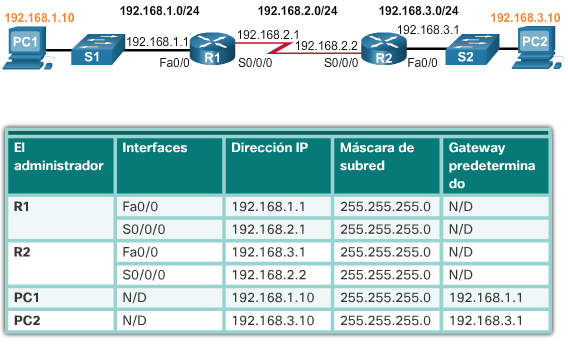 192.168.1.0/24 192.168.2.0/24 192.168.3.0/24
192.168.1.10 192.168.3.10
192.168.1.1 192.168.2.1 192.168.2.2 192.168.3.1
PC1 S1 R1 R2 S2 PC2
Fa0/0 S0/0/0 S0/0/0 Fa0/0
El administrador Interfaces Dirección IP Máscara de subred Gateway predetermina do
R1 Fa0/0 192.168.1.1 255.255.255.0 N/D
S0/0/0 192.168.2.1 255.255.255.0 N/D
R2 Fa0/0 192.168.3.1 255.255.255.0 N/D
S0/0/0 192.168.2.2 255.255.255.0 N/D
PC1 N/D 192.168.1.10 255.255.255.0 192.168.1.1
PC2 N/D 192.168.3.10 255.255.255.0 192.168.3.1